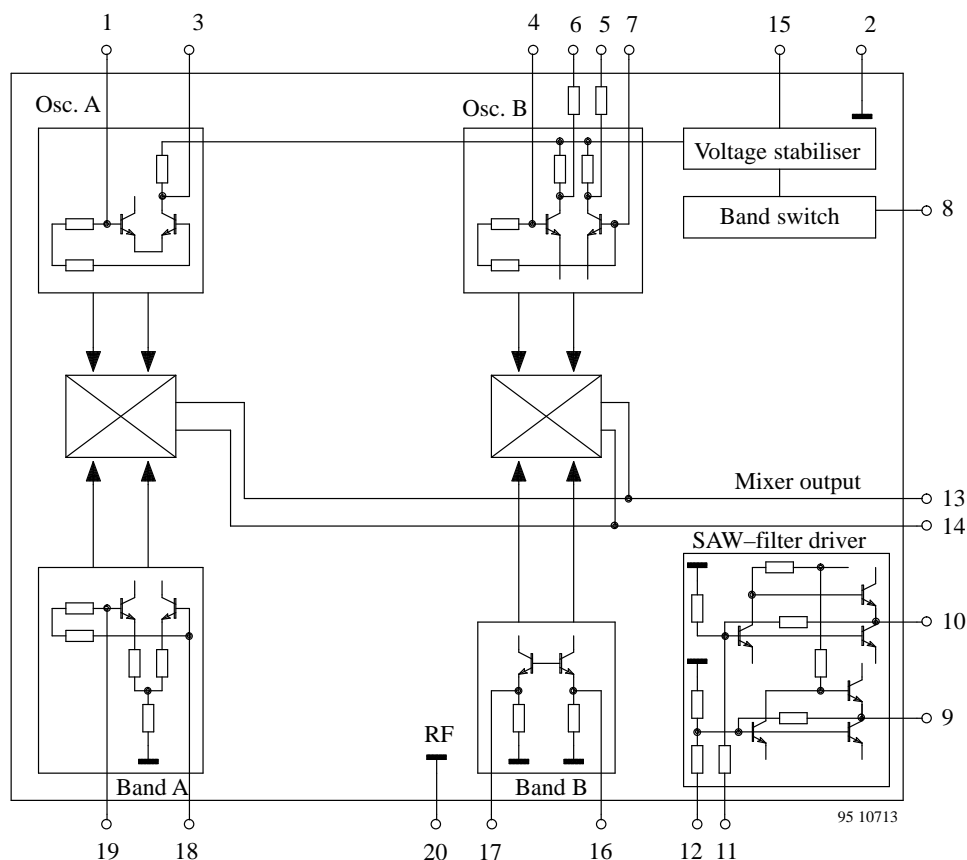 1 3 4 6 5 7 15 2
Osc. A Osc. B
Voltage stabiliser
Band switch 8
Mixer output
13
14
SAW–filter driver
10
9
RF
Band A Band B
95 10713
19 18 20 17 16 12 11